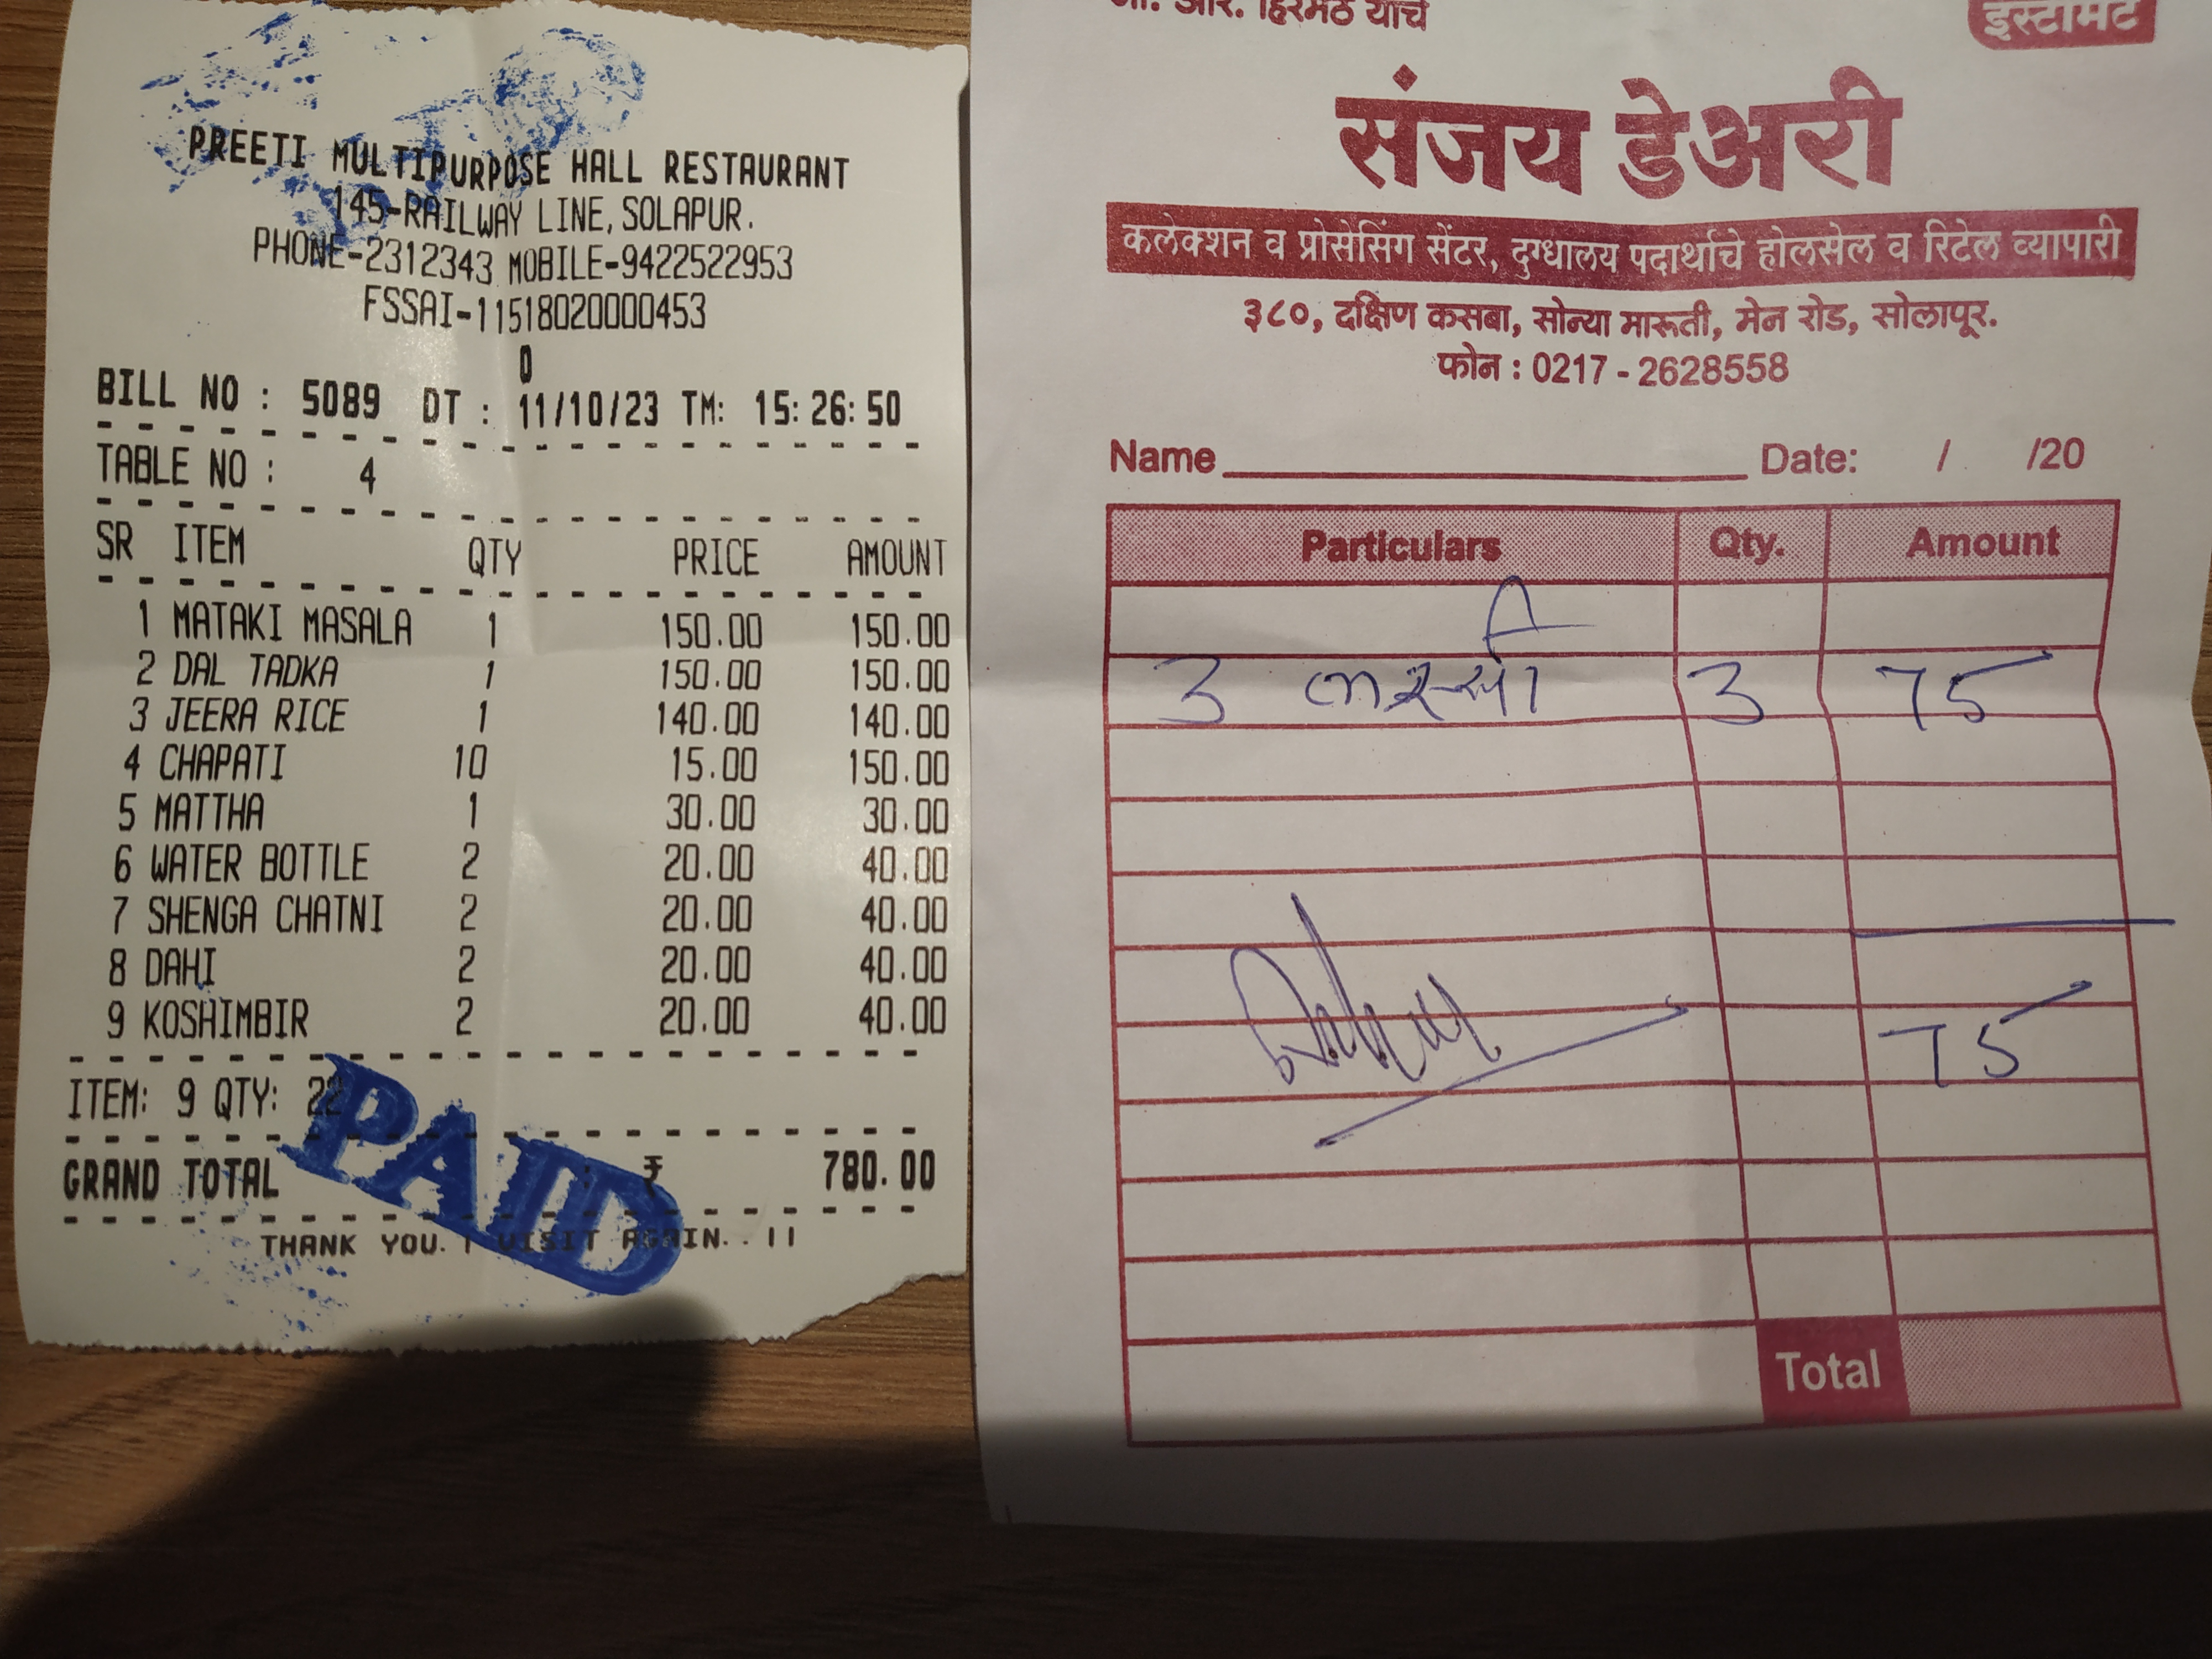 PREETI MULTIPURPOSE HALL RESTAURANT
145-RAILWAY LINE,SOLAPUR.
PHONE-2312343 MOBILE-9422522953
FSSAI-11518020000453
0
BILL NO : 5089 DT : 11/10/23 TM: 15:26:50
TABLE NO : 4
SR ITEM QTY PRICE AMOUNT
1 MATAKI MASALA 1 150.00 150.00
2 DAL TADKA 1 150.00 150.00
3 JEERA RICE 1 140.00 140.00
4 CHAPATI 10 15.00 150.00
5 MATTHA 1 30.00 30.00
6 WATER BOTTLE 2 20.00 40.00
7 SHENGA CHATNI 2 20.00 40.00
8 DAHI 2 20.00 40.00
9 KOSHIMBIR 2 20.00 40.00
ITEM: 9 QTY: 22
GRAND TOTAL ₹ 780.00
PAID
THANK YOU.! VISIT AGAIN..!!
इस्टीमेट
संजय डेअरी
कलेक्शन व प्रोसेसिंग सेंटर, दुग्धालय पदार्थांचे होलसेल व रिटेल व्यापारी
३८०, दक्षिण कसबा, सोन्या मारूती, मेन रोड, सोलापूर.
फोन : 0217 - 2628558
Name Date: / /20
Particulars Qty. Amount
3 लस्सी 3 75
75
Total